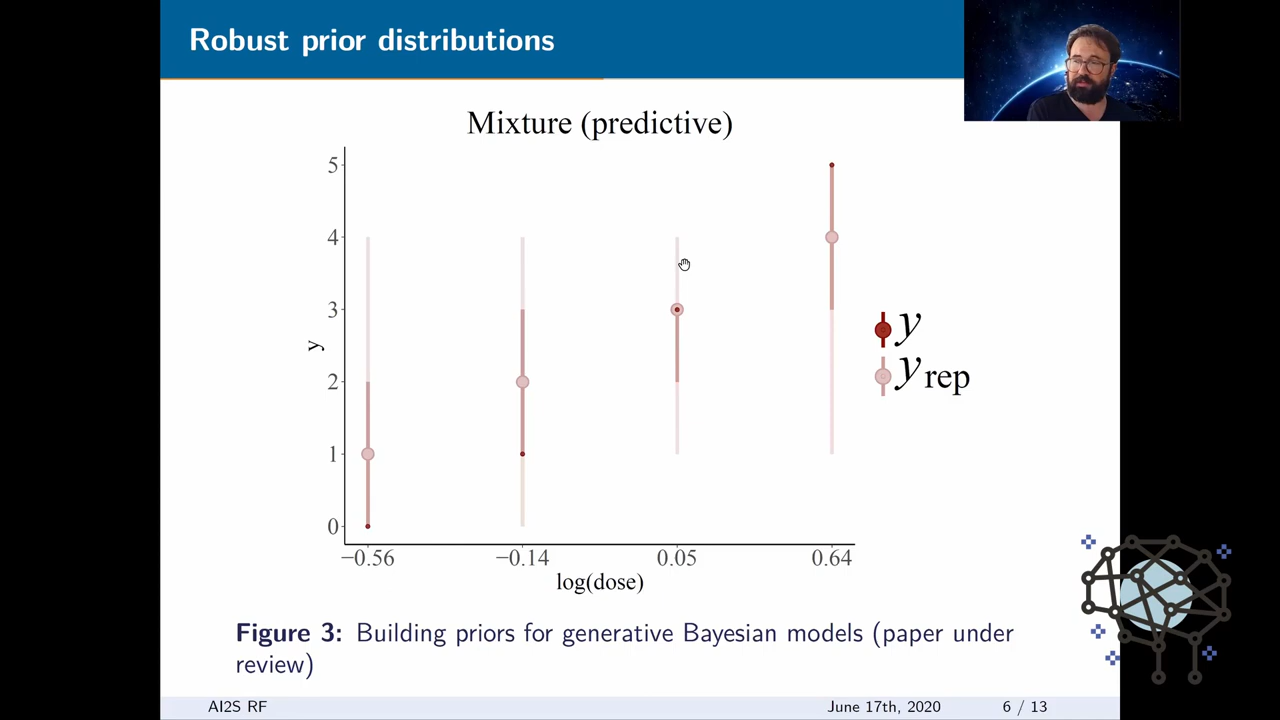 Robust prior distributions
Mixture (predictive)
5
4
3
2
1
0
y
−0.56 −0.14 0.05 0.64
log(dose)
y
y rep
Figure 3: Building priors for generative Bayesian models (paper under
review)
AI2S RF June 17th, 2020 6 / 13